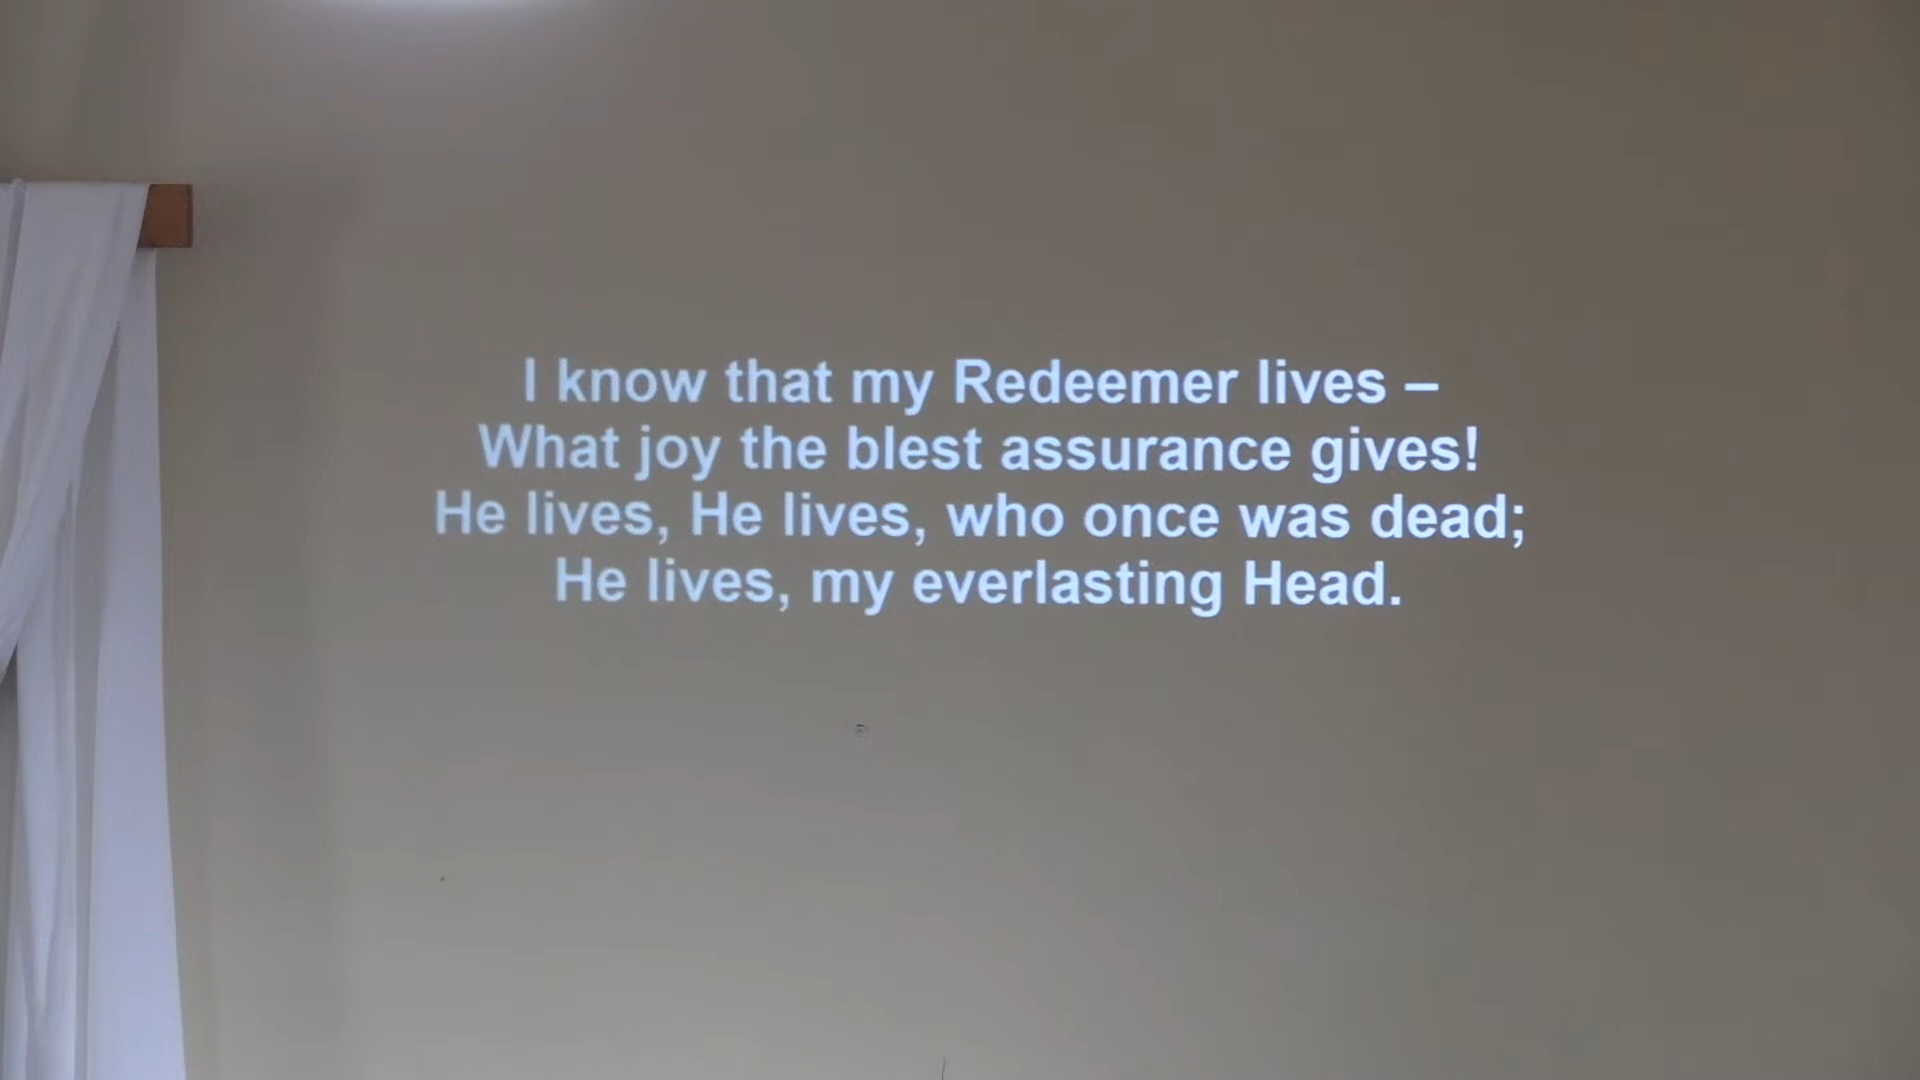 I know that my Redeemer lives –
What joy the blest assurance gives!
He lives, He lives, who once was dead;
He lives, my everlasting Head.